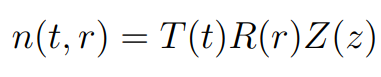 n(t, r) = T(t)R(r)Z(z)